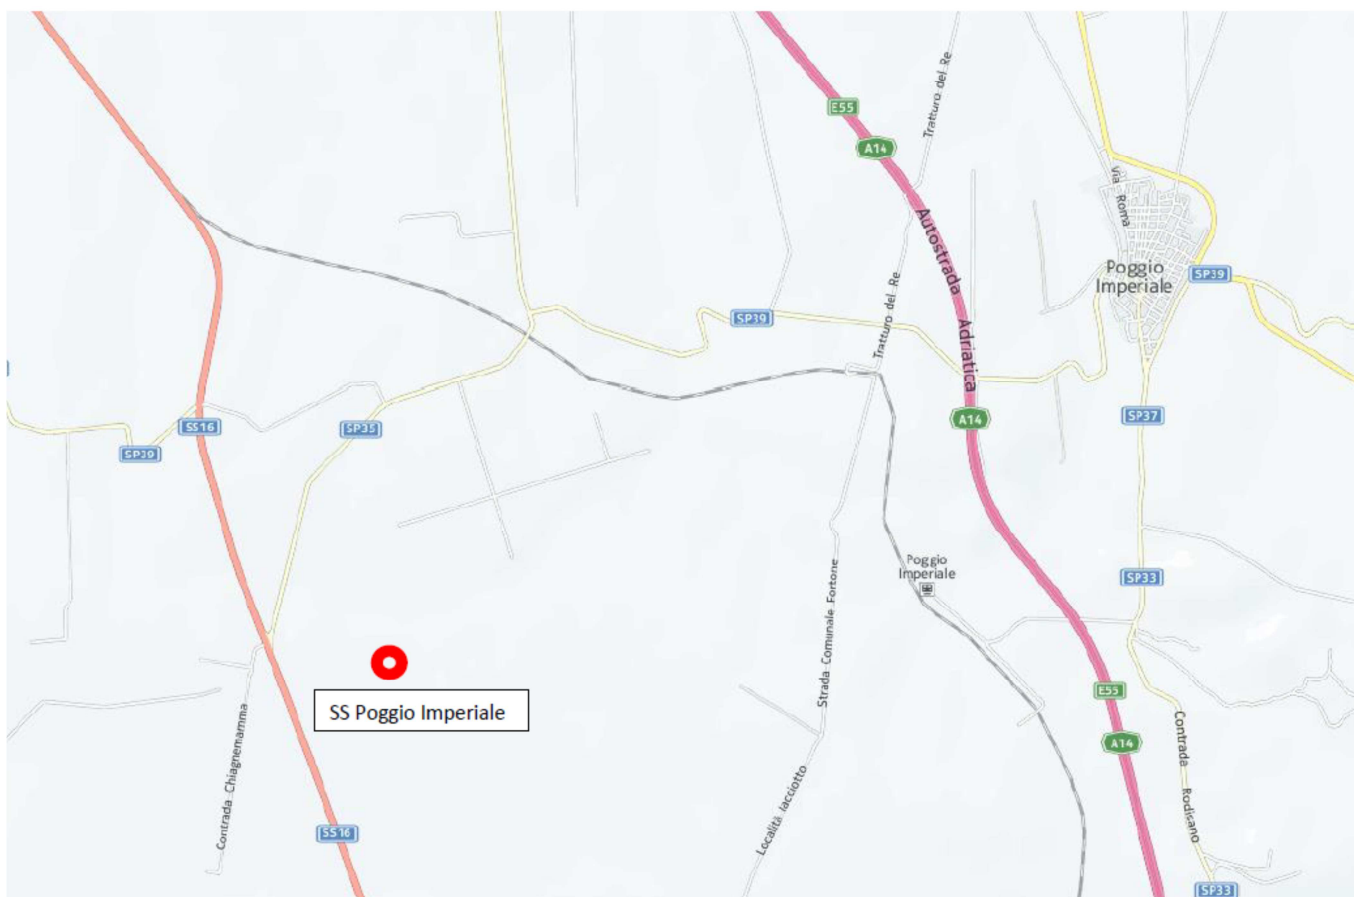 E55
A14
Tratturo del Re
Via Roma
Autostrada Adriatica
Poggio
Imperiale
SP39
Tratturo del Re
SP39
SS16
SP35
SP39
A14
SP37
Poggio
Imperiale
SP33
Strada Comunale Fortone
SS Poggio Imperiale
E55
A14
Contrada Rodisano
Contrada Chiagnemamma
Località Iacciotto
SS16
SP33